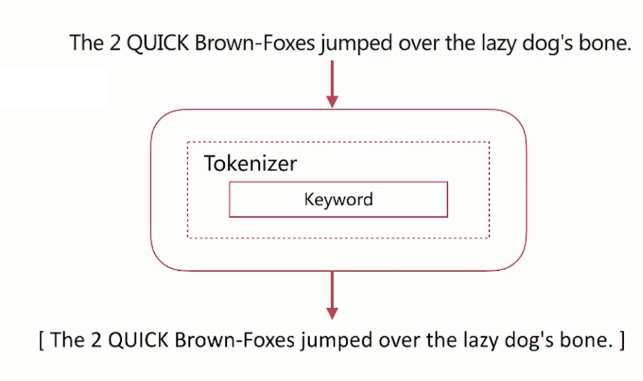 The 2 QUICK Brown-Foxes jumped over the lazy dog's bone.
Tokenizer
Keyword
[ The 2 QUICK Brown-Foxes jumped over the lazy dog's bone. ]